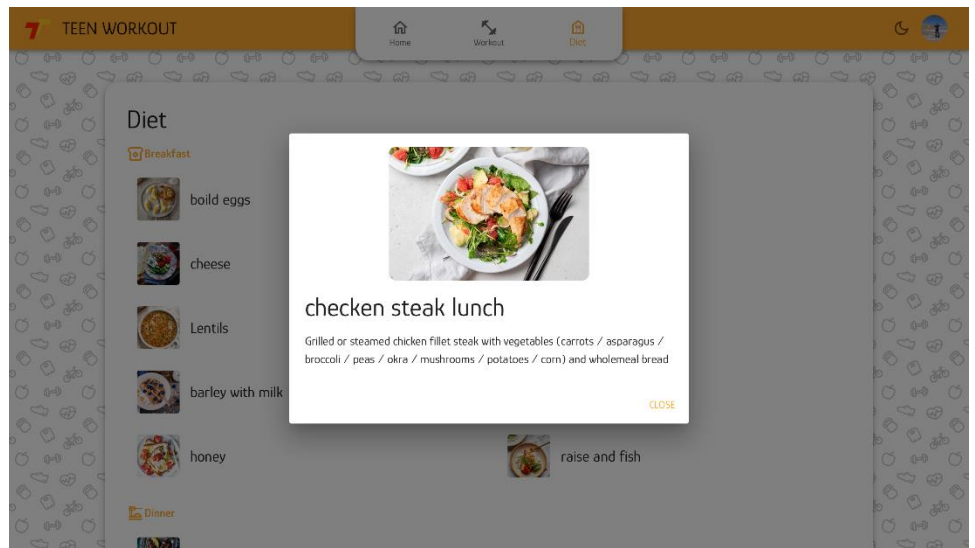 TEEN WORKOUT
Home
Workout
Diet
Diet
Breakfast
boild eggs
cheese
Lentils
barley with milk
honey
raise and fish
Dinner
checken steak lunch
Grilled or steamed chicken fillet steak with vegetables (carrots / asparagus /
broccoli / peas / okra / mushrooms / potatoes / corn) and wholemeal bread
CLOSE